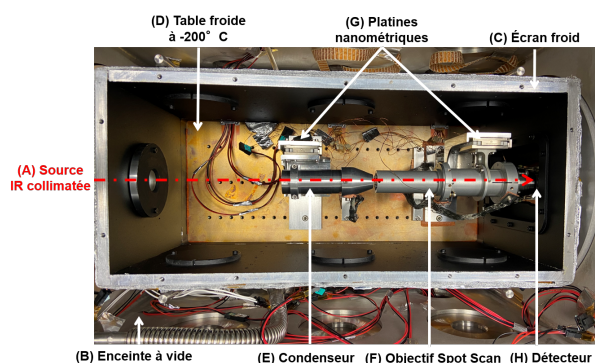 (D) Table froide
à -200° C
(G) Platines
nanométriques
(C) Écran froid
(A) Source
IR collimatée
(B) Enceinte à vide
(E) Condenseur
(F) Objectif Spot Scan
(H) Détecteur